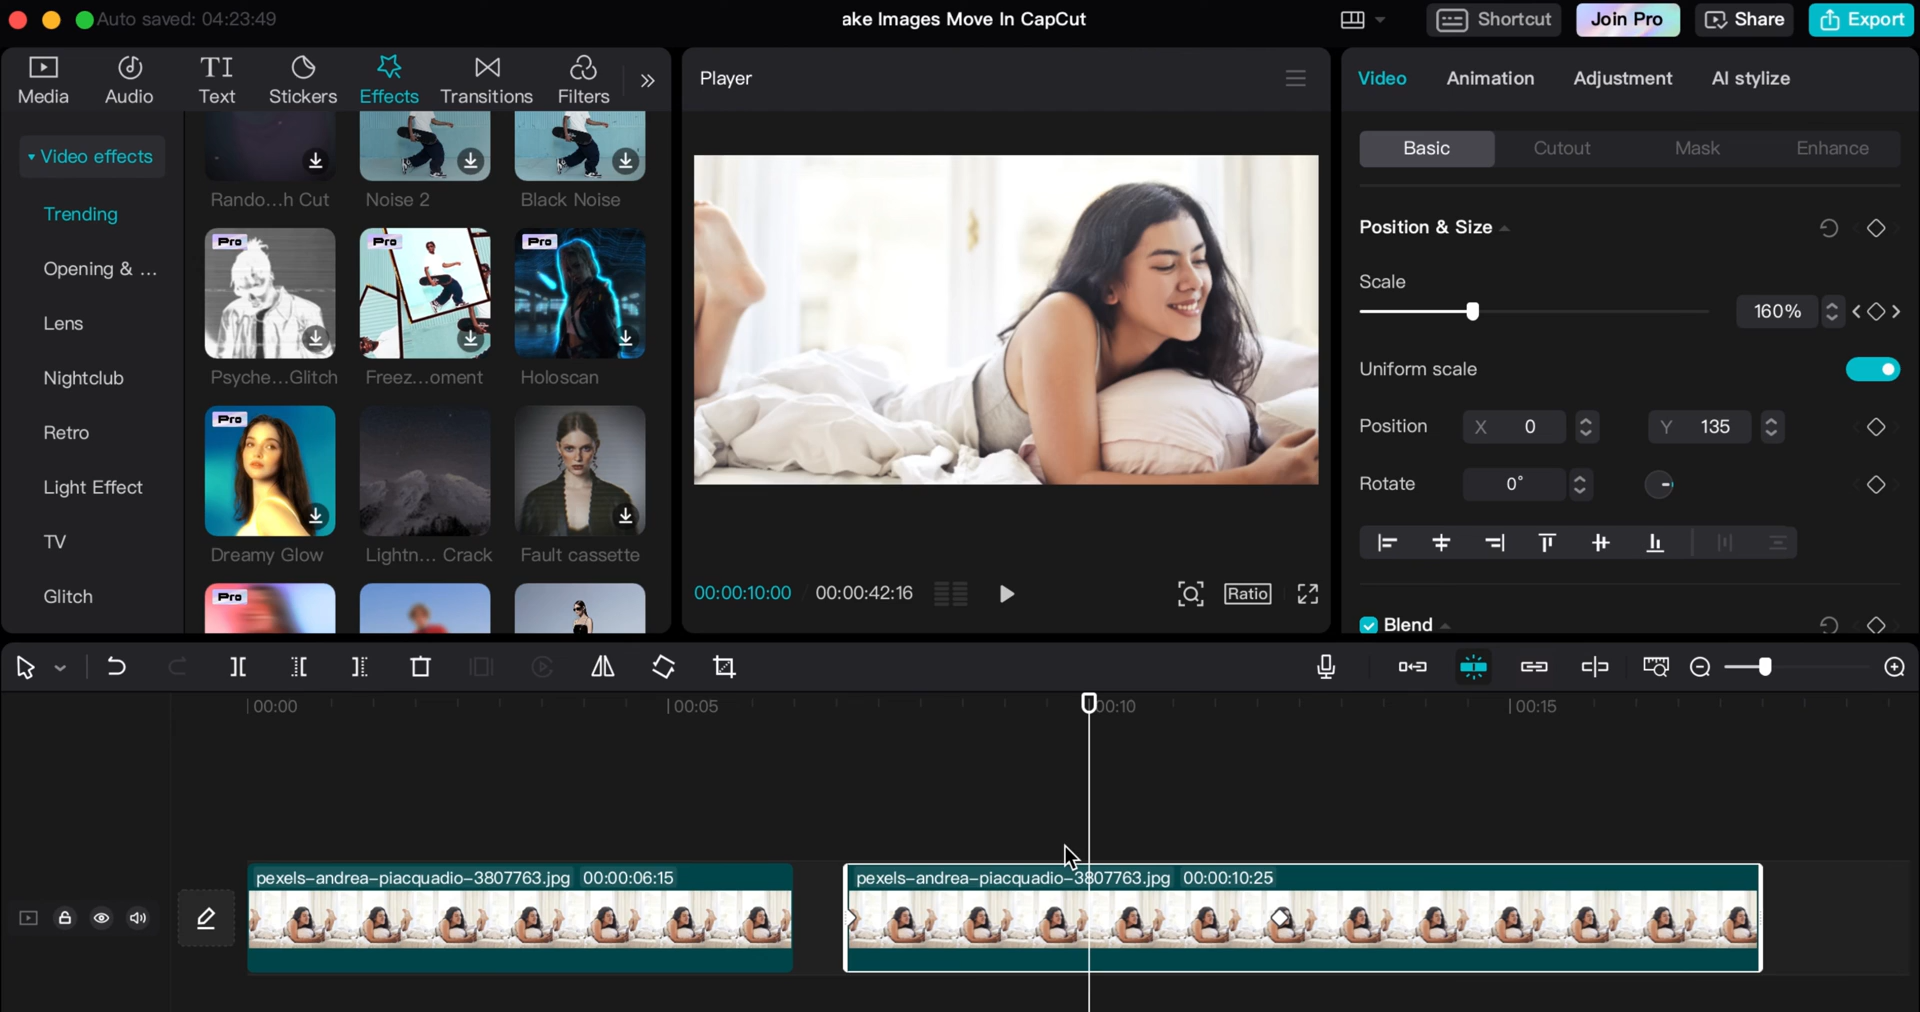 Auto saved: 04:23:49
ake Images Move In CapCut
Shortcut
Join Pro
Share
Export
Media
Audio
TI
Text
Stickers
Effects
Transitions
Filters
Player
Video
Animation
Adjustment
AI stylize
Video effects
Trending
Opening & ...
Lens
Nightclub
Retro
Light Effect
TV
Glitch
Rando...h Cut
Noise 2
Black Noise
Pro
Pro
Pro
Psyche...Glitch
Freez...oment
Holoscan
Pro
Dreamy Glow
Lightn... Crack
Fault cassette
Pro
00:00:10:00 / 00:00:42:16
Ratio
Basic
Cutout
Mask
Enhance
Position & Size
Scale
160%
Uniform scale
Position
X 0
Y 135
Rotate
0°
Blend
00:00
00:05
00:10
00:15
pexels-andrea-piacquadio-3807763.jpg 00:00:06:15
pexels-andrea-piacquadio-3807763.jpg 00:00:10:25